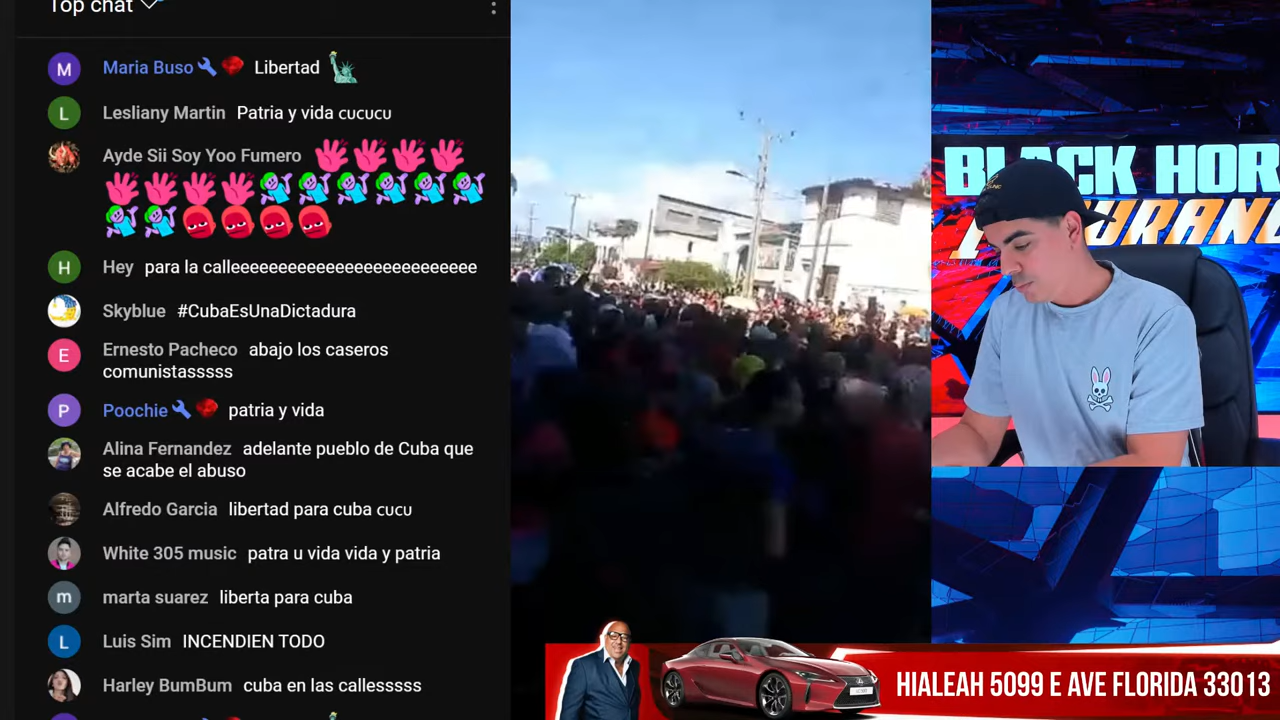 Top chat
Maria Buso Libertad
Lesliany Martin Patria y vida cucucu
Ayde Sii Soy Yoo Fumero
Hey para la calleeeeeeeeeeeeeeeeeeeeeeeeee
Skyblue #CubaEsUnaDictadura
Ernesto Pacheco abajo los caseros
comunistasssss
Poochie patria y vida
Alina Fernandez adelante pueblo de Cuba que
se acabe el abuso
Alfredo Garcia libertad para cuba cucu
White 305 music patra u vida vida y patria
marta suarez liberta para cuba
Luis Sim INCENDIEN TODO
Harley BumBum cuba en las callesssss
BLACK HOR
URANC
HIALEAH 5099 E AVE FLORIDA 33013